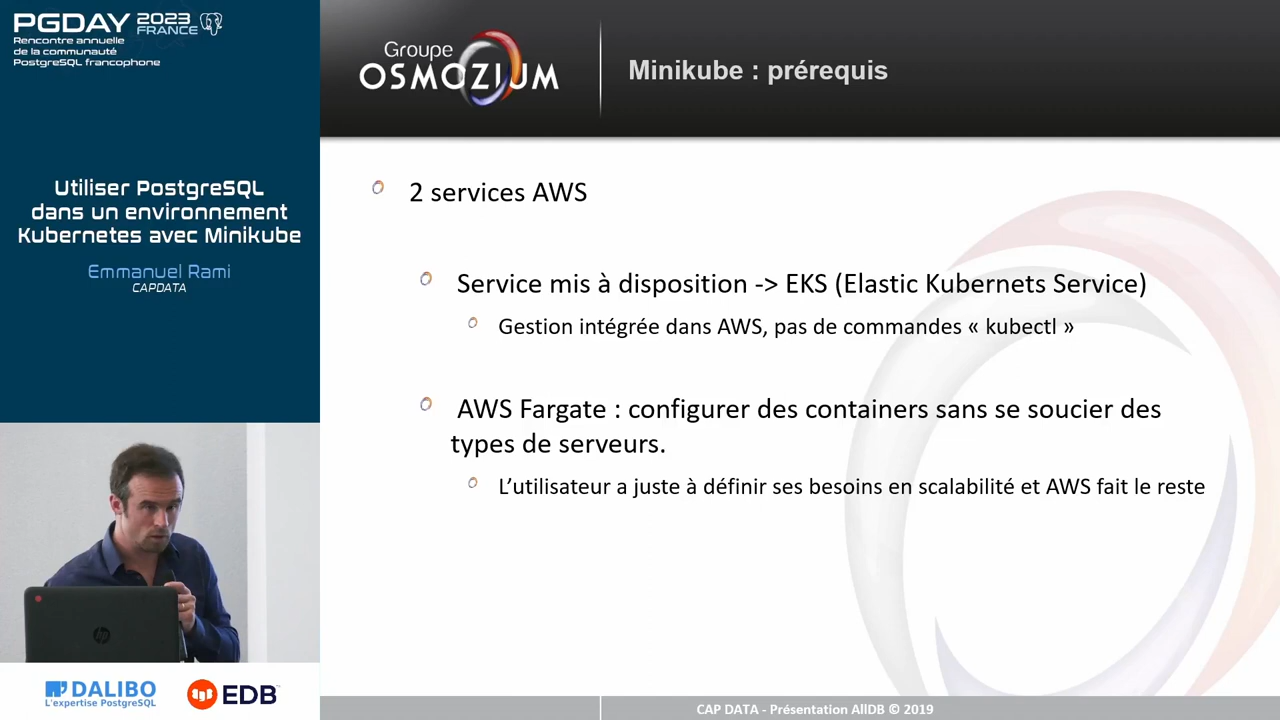 PGDAY 2023 FRANCE
Rencontre annuelle
de la communauté
PostgreSQL francophone
Utiliser PostgreSQL
dans un environnement
Kubernetes avec Minikube
Emmanuel Rami
CAPDATA
DALIBO
L'expertise PostgreSQL
EDB
Groupe
OSMOZIUM
Minikube : prérequis
2 services AWS
Service mis à disposition -> EKS (Elastic Kubernets Service)
Gestion intégrée dans AWS, pas de commandes « kubectl »
AWS Fargate : configurer des containers sans se soucier des
types de serveurs.
L’utilisateur a juste à définir ses besoins en scalabilité et AWS fait le reste
CAP DATA - Présentation AllDB © 2019
hp